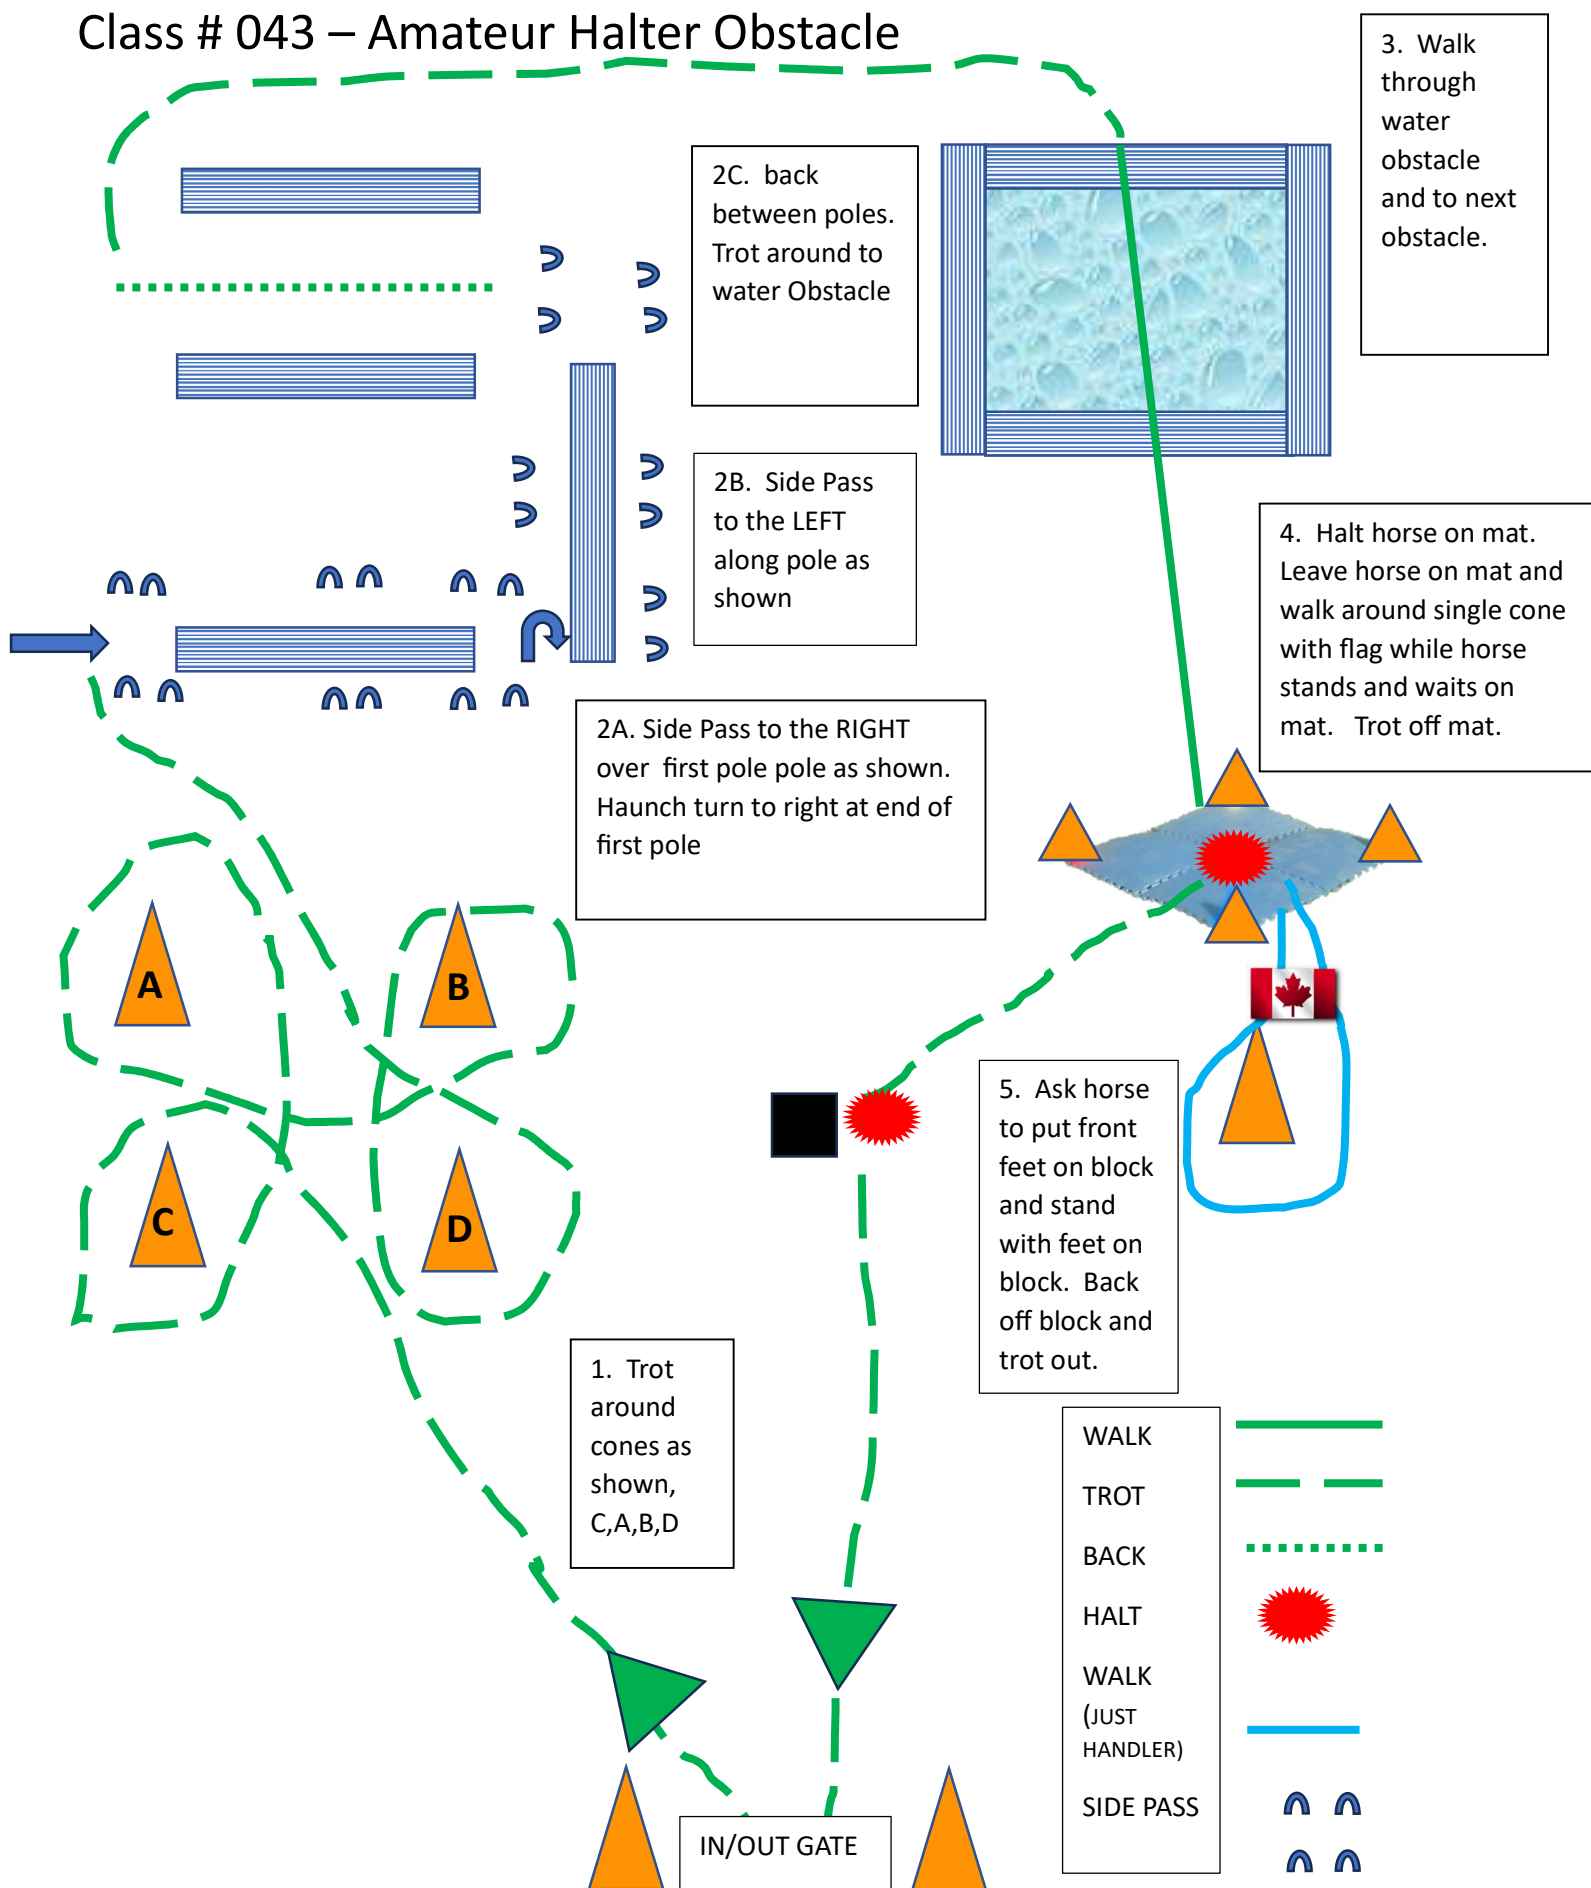 Class # 043 – Amateur Halter Obstacle
3. Walk
through
water
obstacle
and to next
obstacle.
2C. back
between poles.
Trot around to
water Obstacle
2B. Side Pass
to the LEFT
along pole as
shown
4. Halt horse on mat.
Leave horse on mat and
walk around single cone
with flag while horse
stands and waits on
mat. Trot off mat.
2A. Side Pass to the RIGHT
over first pole pole as shown.
Haunch turn to right at end of
first pole
A
B
C
D
5. Ask horse
to put front
feet on block
and stand
with feet on
block. Back
off block and
trot out.
1. Trot
around
cones as
shown,
C,A,B,D
WALK
TROT
BACK
HALT
WALK
(JUST
HANDLER)
SIDE PASS
IN/OUT GATE